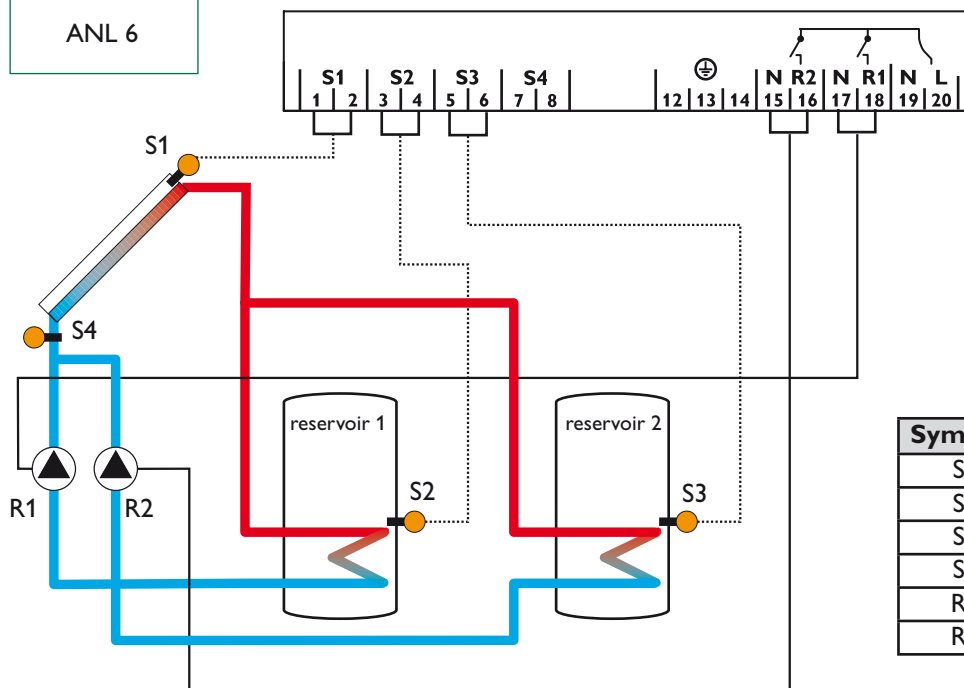 ANL 6
S1 S2 S3 S4 N R2 N R1 N L
1 2 3 4 5 6 7 8 12 13 14 15 16 17 18 19 20
S1
S4
reservoir 1
reservoir 2
S2
S3
R1
R2
Sym
S
S
S
S
R
R